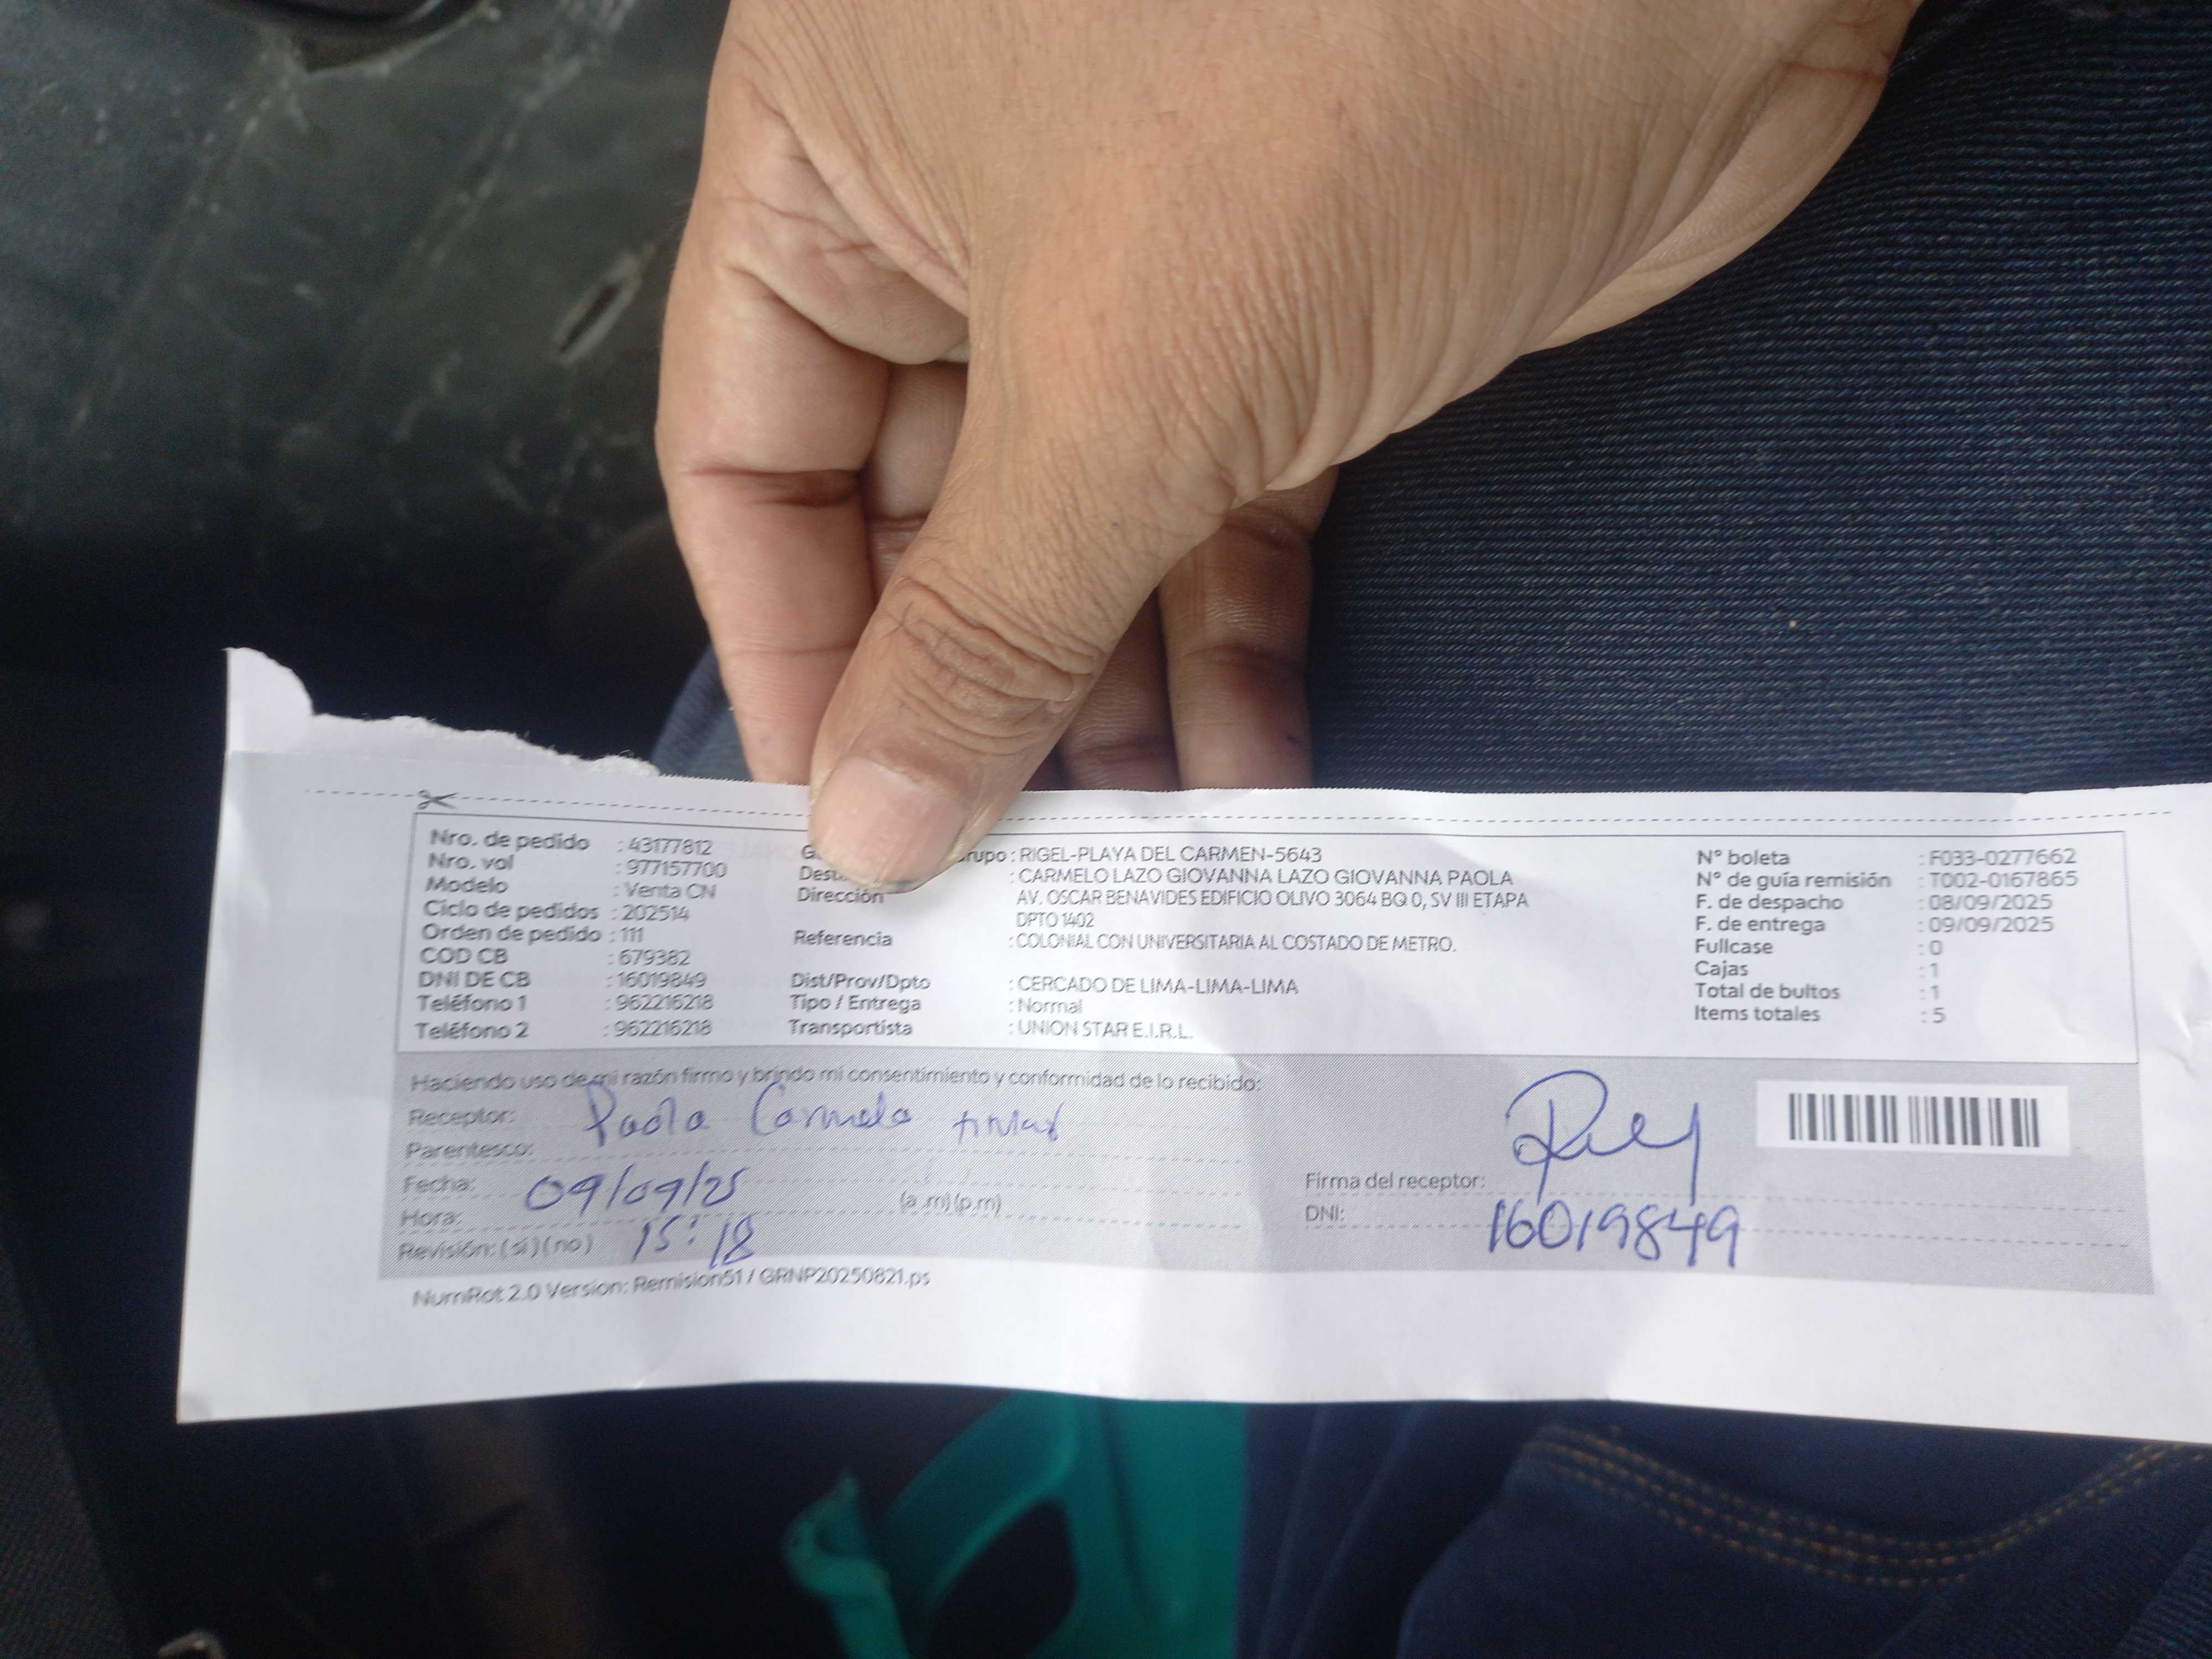 Nro. de pedido : 43177812
Nro. vol : 977157700
Modelo : Venta CN
Ciclo de pedidos : 202514
Orden de pedido : 111
COD CB : 679382
DNI DE CB : 16019849
Teléfono 1 : 962216218
Teléfono 2 : 962216218
: RIGEL-PLAYA DEL CARMEN-5643
: CARMELO LAZO GIOVANNA LAZO GIOVANNA PAOLA
Dirección AV. OSCAR BENAVIDES EDIFICIO OLIVO 3064 BQ 0, SV III ETAPA
DPTO 1402
Referencia : COLONIAL CON UNIVERSITARIA AL COSTADO DE METRO.
Dist/Prov/Dpto : CERCADO DE LIMA-LIMA-LIMA
Tipo / Entrega : Normal
Transportista : UNION STAR E.I.R.L.
N° boleta : F033-0277662
N° de guía remisión : T002-0167865
F. de despacho : 08/09/2025
F. de entrega : 09/09/2025
Fullcase : 0
Cajas : 1
Total de bultos : 1
Items totales : 5
Haciendo uso de mi razón firmo y brindo mi consentimiento y conformidad de lo recibido:
Receptor: Paola Carmelo
Parentesco:
Fecha: 09/09/25
Hora: 15:18 (a.m)(p.m)
Revisión: (si)(no)
Firma del receptor:
DNI: 16019849
NumRot 2.0 Version: Remision51 / GRNP20250821.ps